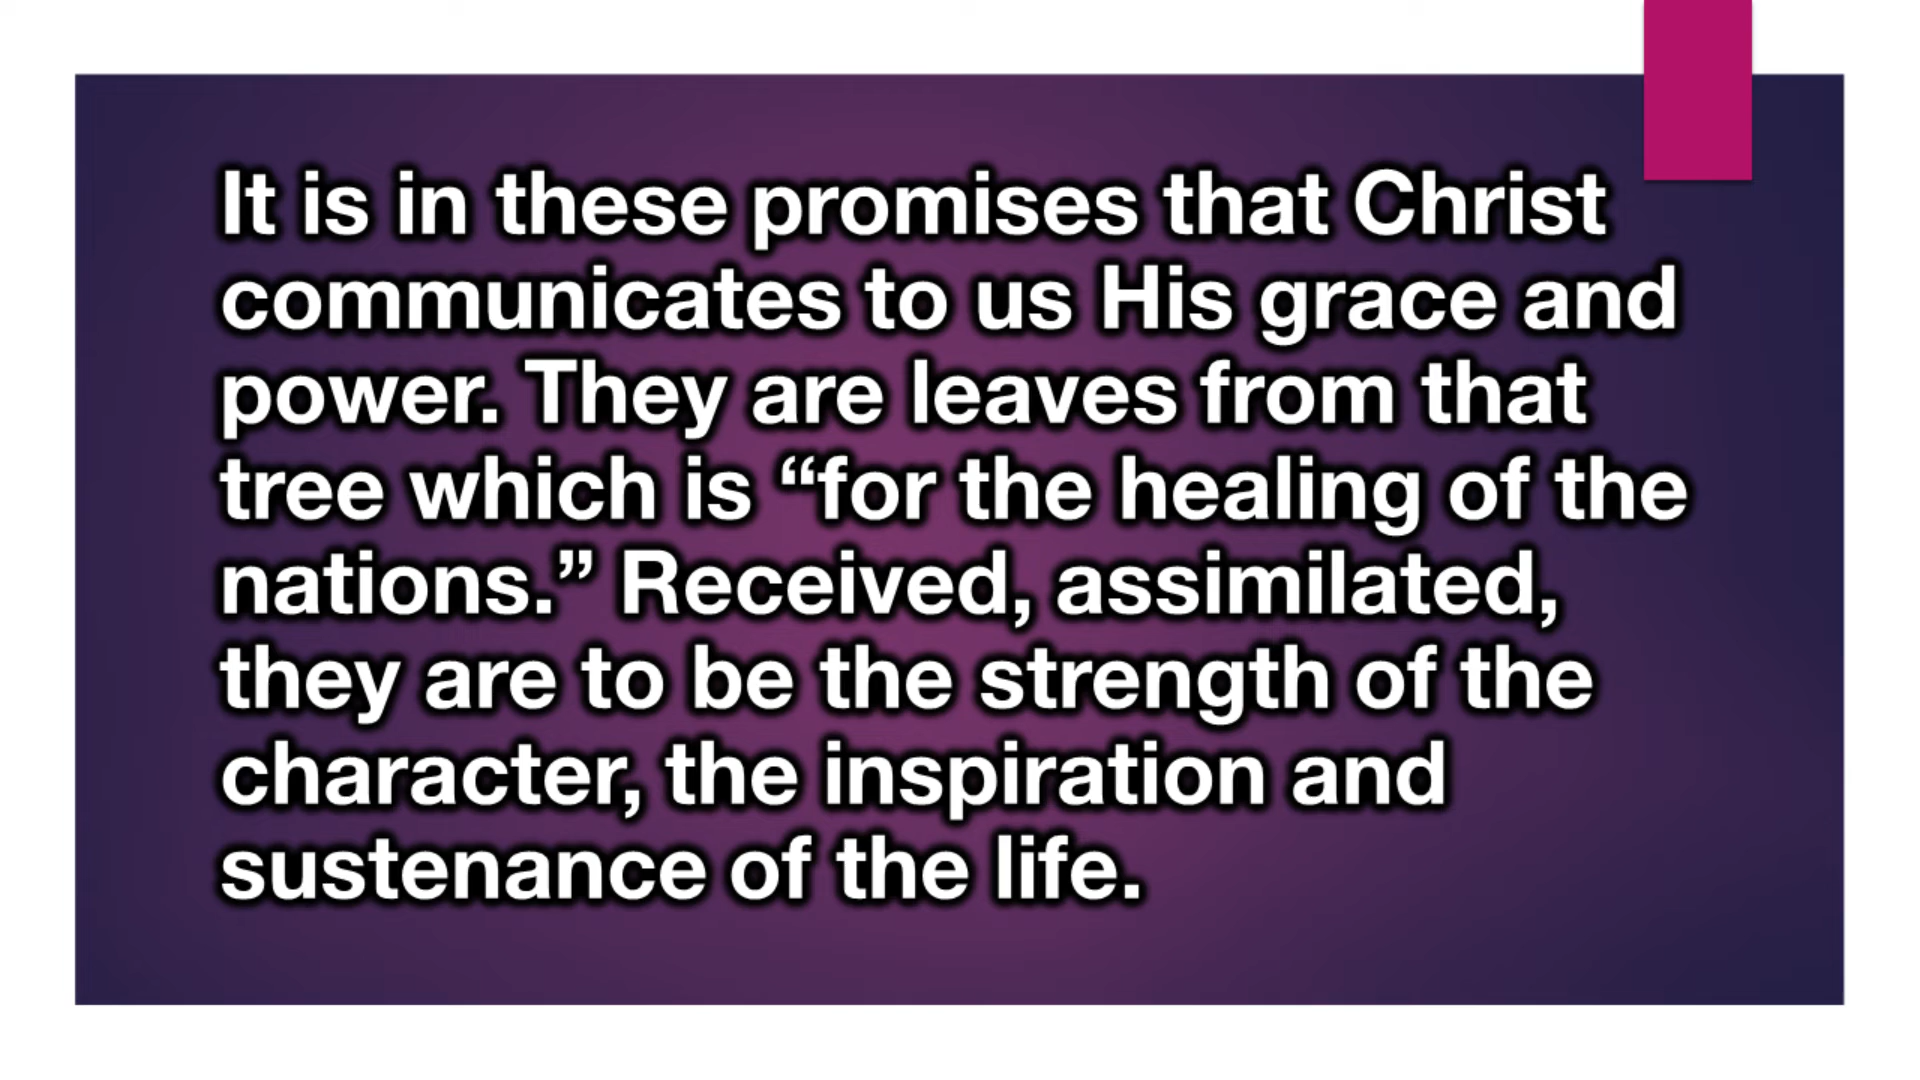 It is in these promises that Christ
communicates to us His grace and
power. They are leaves from that
tree which is “for the healing of the
nations.” Received, assimilated,
they are to be the strength of the
character, the inspiration and
sustenance of the life.